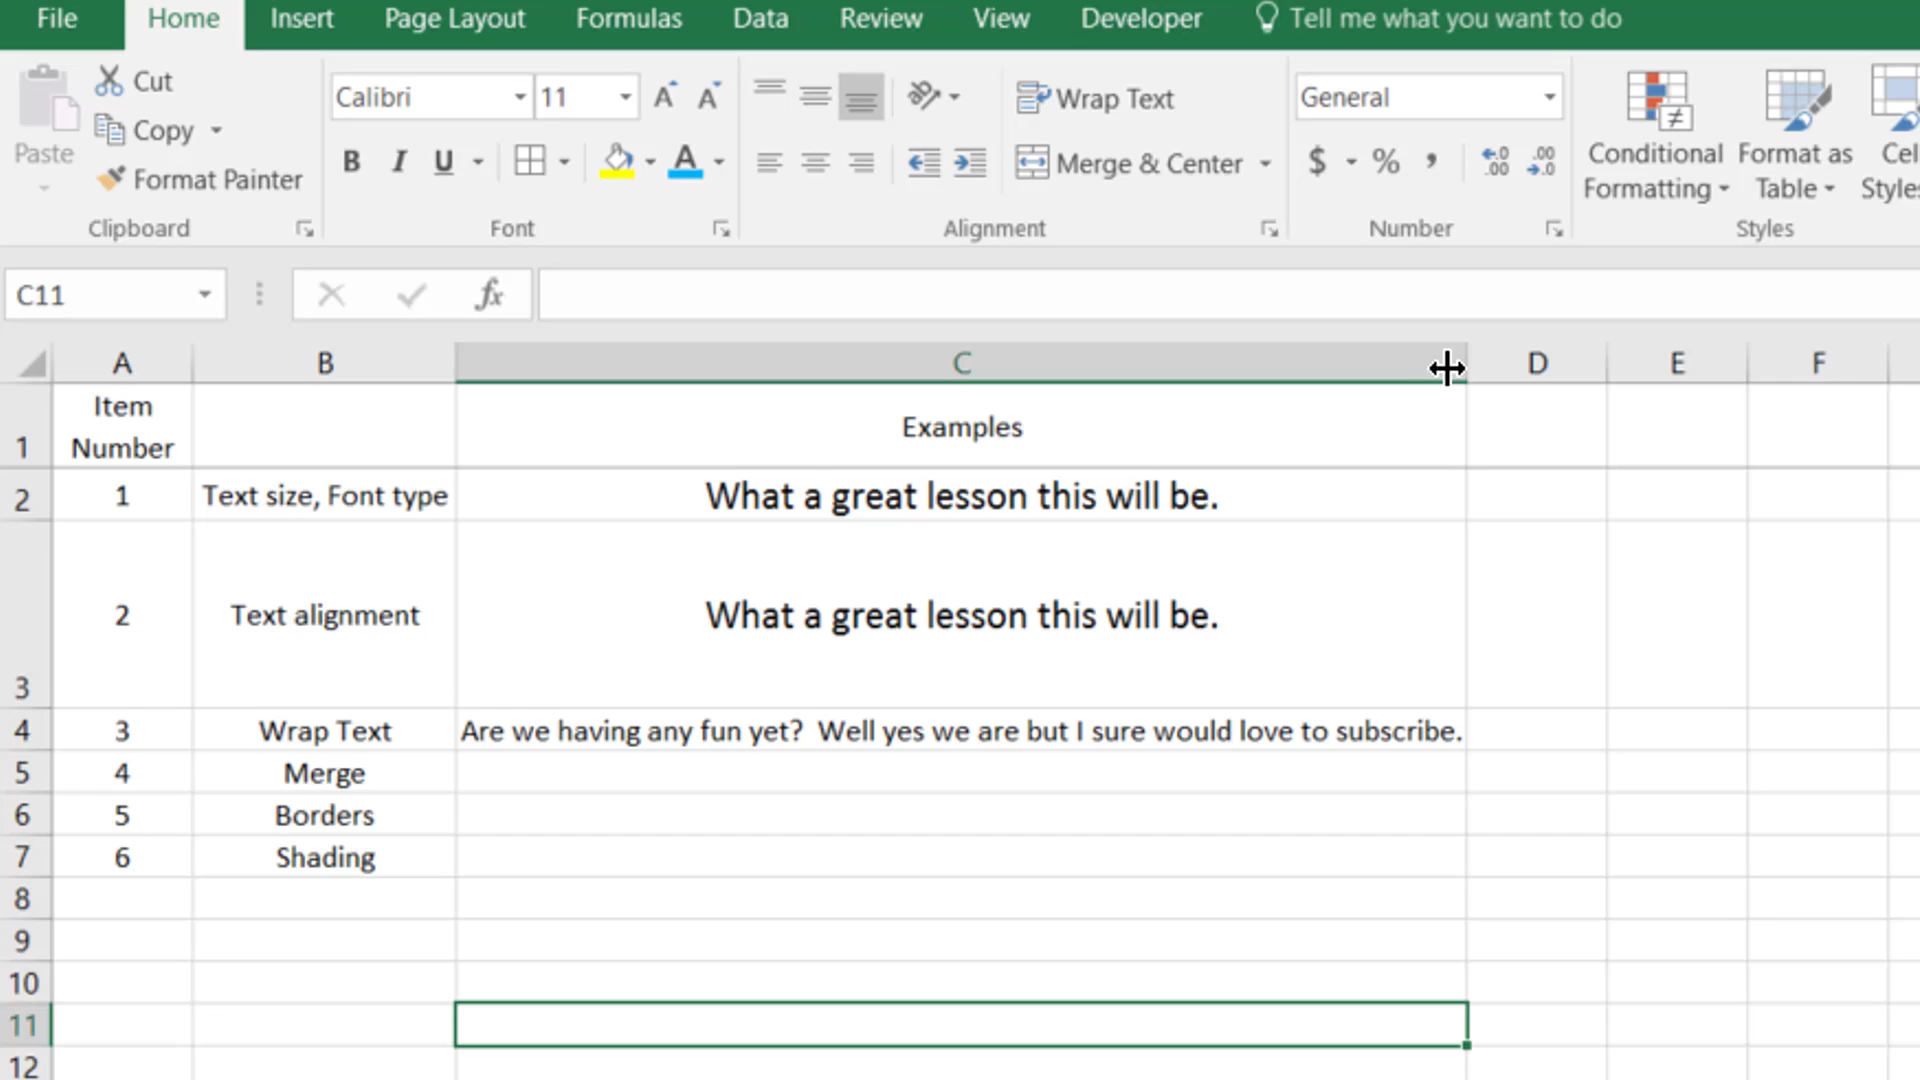 File Home Insert Page Layout Formulas Data Review View Developer Tell me what you want to do
Cut
Copy
Paste
Format Painter
Clipboard
Calibri 11
B I U A
Font
Wrap Text
Merge & Center
Alignment
General
$ % ,
Number
Conditional Formatting
Format as Table
Styles
C11 fx
A B C D E F
1 Item Number Examples
2 1 Text size, Font type What a great lesson this will be.
3 2 Text alignment What a great lesson this will be.
4 3 Wrap Text Are we having any fun yet?  Well yes we are but I sure would love to subscribe.
5 4 Merge
6 5 Borders
7 6 Shading
8
9
10
11
12